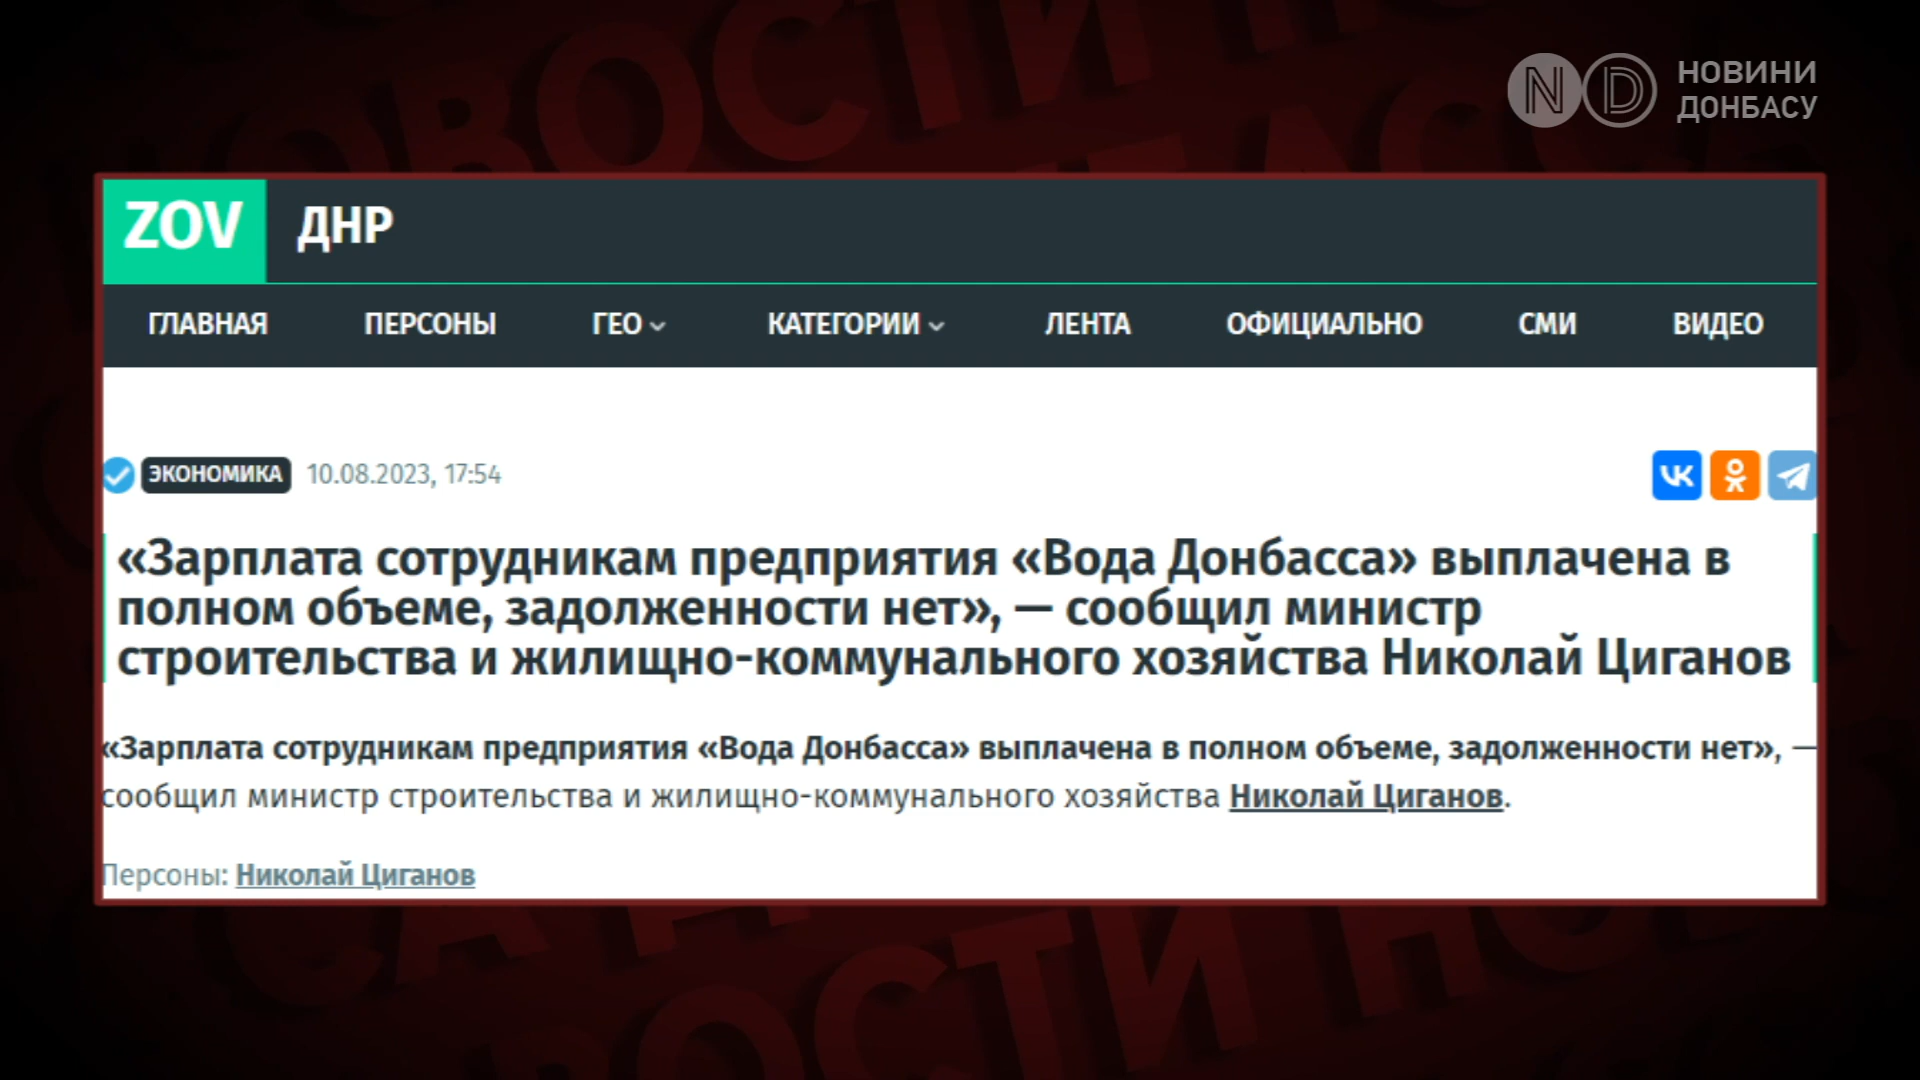 НОВИНИ
ДОНБАСУ
ZOV ДНР
ГЛАВНАЯ ПЕРСОНЫ ГЕО КАТЕГОРИИ ЛЕНТА ОФИЦИАЛЬНО СМИ ВИДЕО
ЭКОНОМИКА 10.08.2023, 17:54
«Зарплата сотрудникам предприятия «Вода Донбасса» выплачена в
полном объеме, задолженности нет», — сообщил министр
строительства и жилищно-коммунального хозяйства Николай Циганов
«Зарплата сотрудникам предприятия «Вода Донбасса» выплачена в полном объеме, задолженности нет», —
сообщил министр строительства и жилищно-коммунального хозяйства Николай Циганов.
Персоны: Николай Циганов